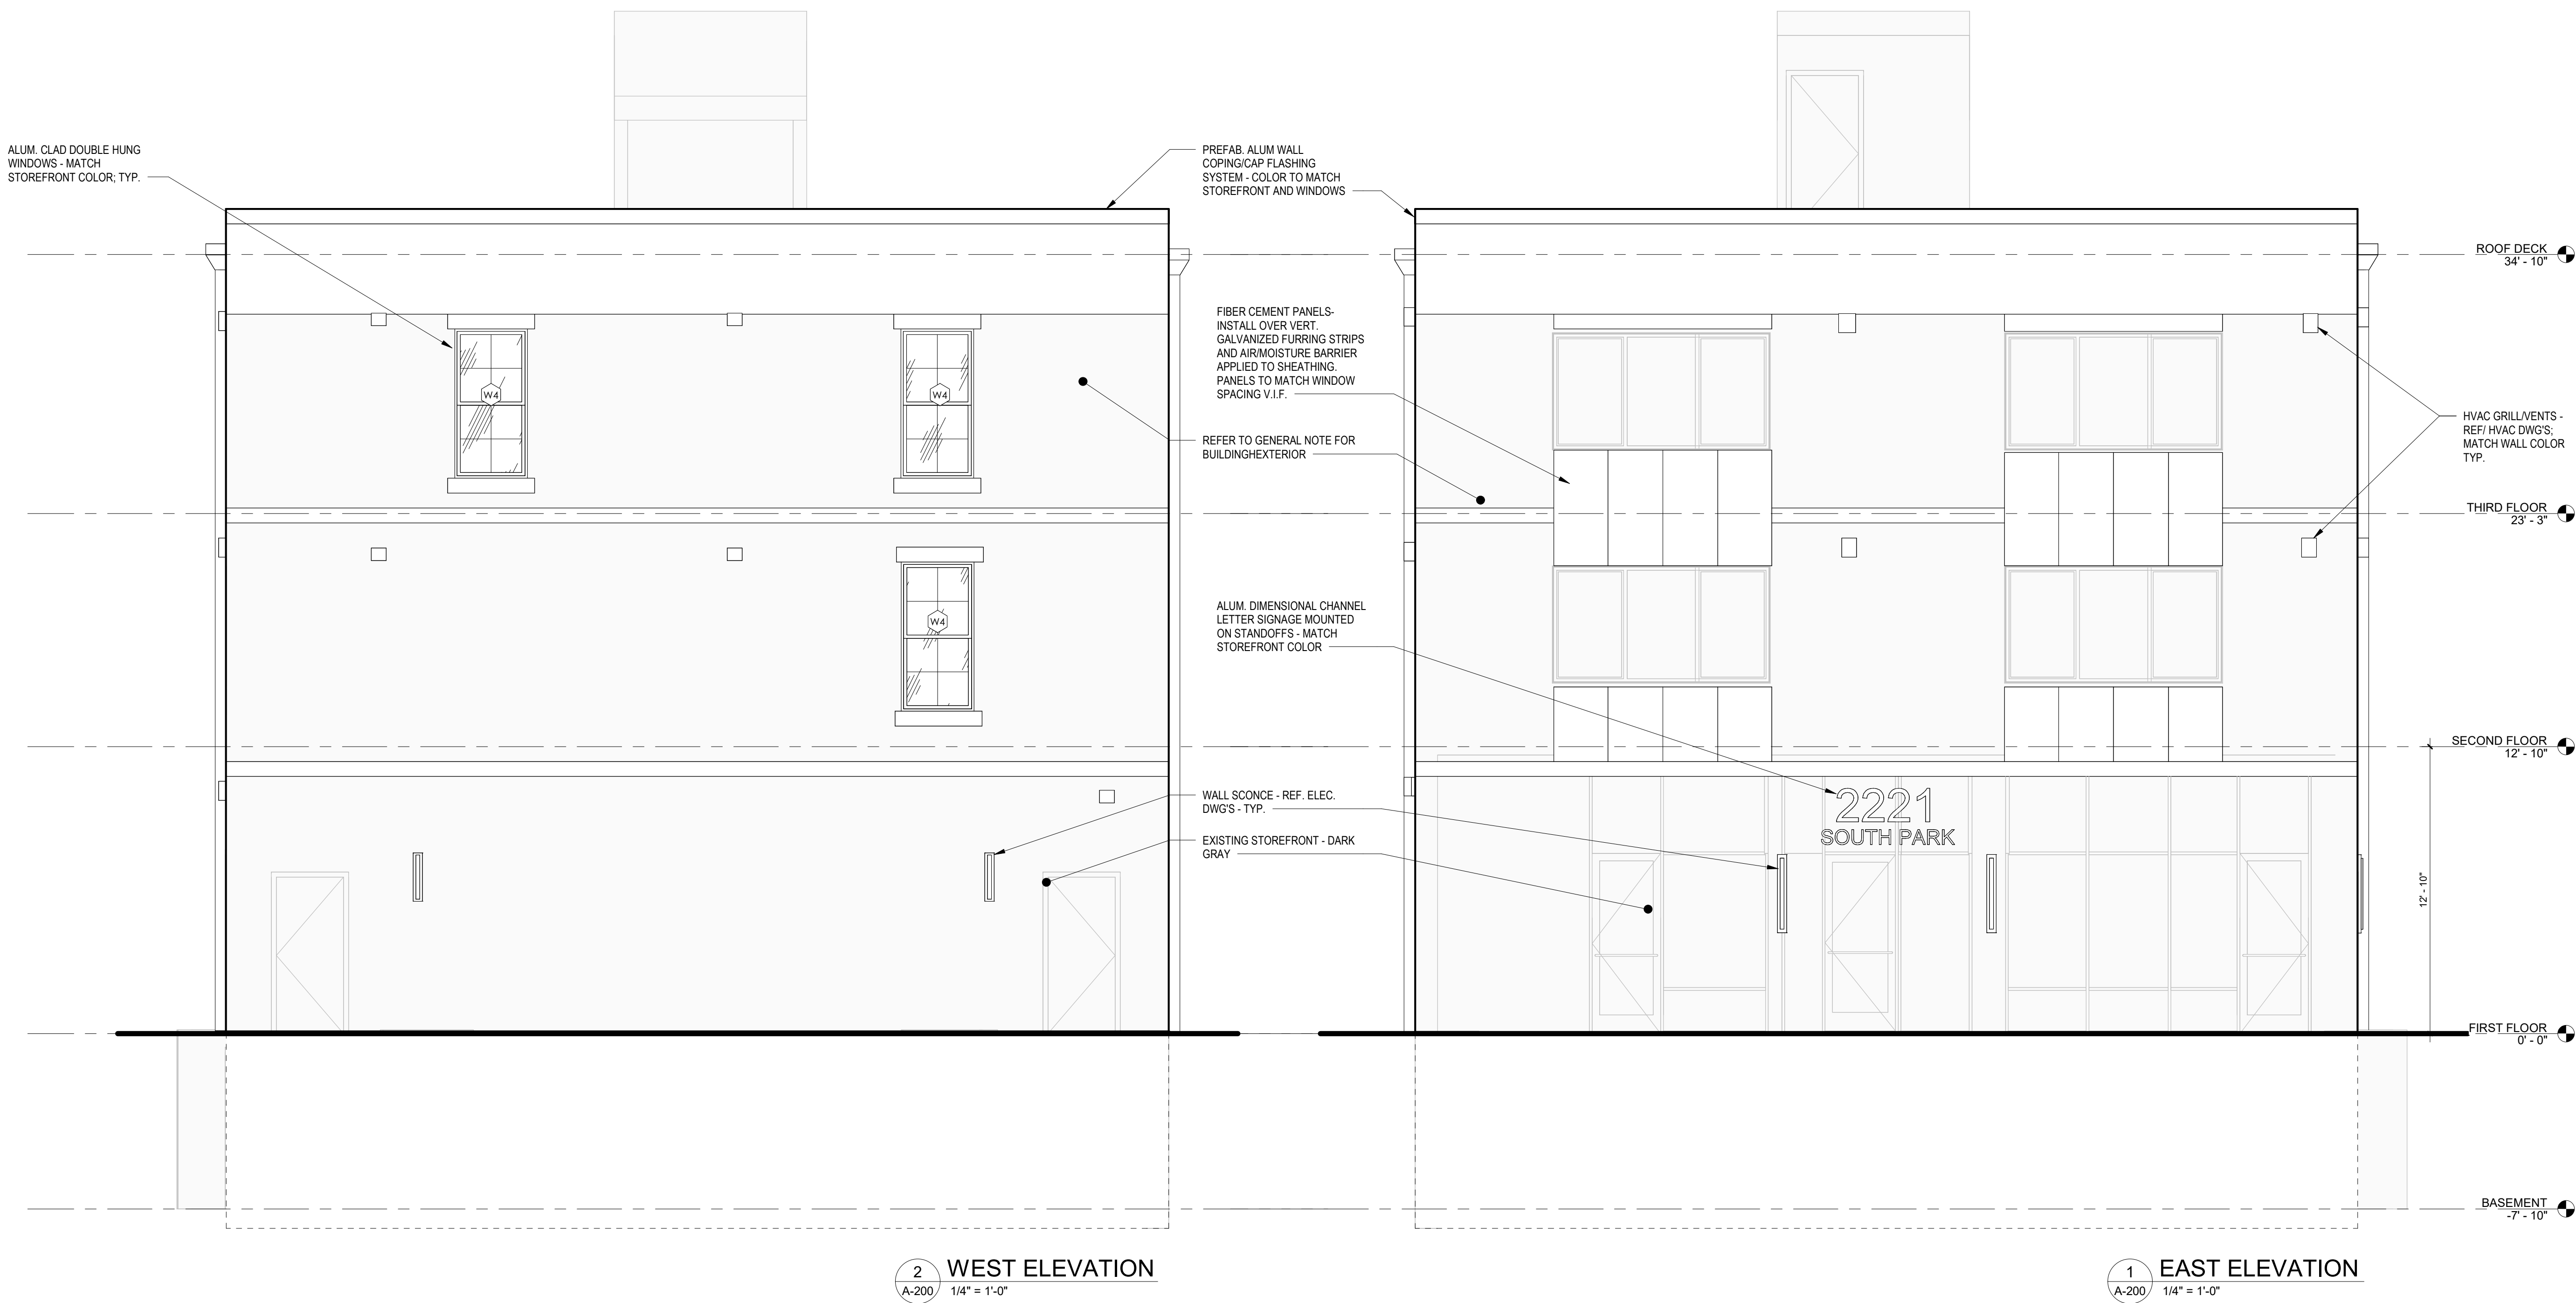 ALUM. CLAD DOUBLE HUNG
WINDOWS - MATCH
STOREFRONT COLOR; TYP.
PREFAB. ALUM WALL
COPING/CAP FLASHING
SYSTEM - COLOR TO MATCH
STOREFRONT AND WINDOWS
ROOF DECK
34' - 10"
FIBER CEMENT PANELS-
INSTALL OVER VERT.
GALVANIZED FURRING STRIPS
AND AIR/MOISTURE BARRIER
APPLIED TO SHEATHING.
PANELS TO MATCH WINDOW
SPACING V.I.F.
W4
W4
HVAC GRILL/VENTS -
REF/ HVAC DWG'S;
MATCH WALL COLOR
TYP.
REFER TO GENERAL NOTE FOR
BUILDINGHEXTERIOR
THIRD FLOOR
23' - 3"
W4
ALUM. DIMENSIONAL CHANNEL
LETTER SIGNAGE MOUNTED
ON STANDOFFS - MATCH
STOREFRONT COLOR
SECOND FLOOR
12' - 10"
WALL SCONCE - REF. ELEC.
DWG'S - TYP.
2221
SOUTH PARK
EXISTING STOREFRONT - DARK
GRAY
12' - 10"
FIRST FLOOR
0' - 0"
BASEMENT
-7' - 10"
2
A-200
WEST ELEVATION
1/4" = 1'-0"
1
A-200
EAST ELEVATION
1/4" = 1'-0"